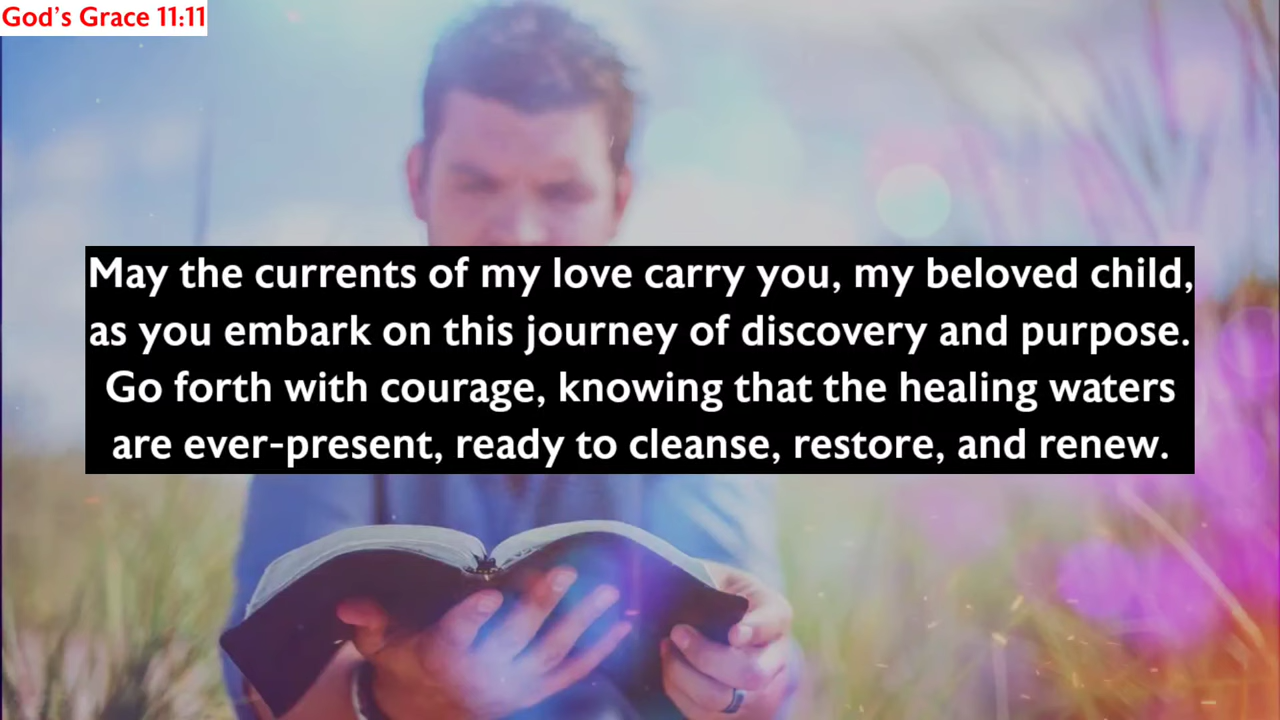 God's Grace 11:11
May the currents of my love carry you, my beloved child,
as you embark on this journey of discovery and purpose.
Go forth with courage, knowing that the healing waters
are ever-present, ready to cleanse, restore, and renew.